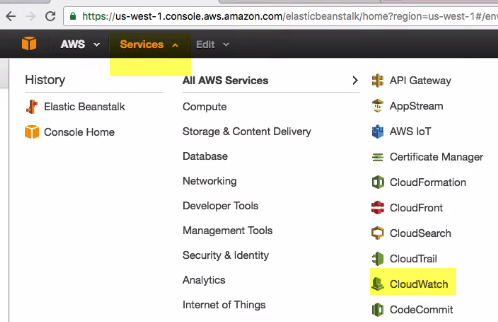 https://us-west-1.console.aws.amazon.com/elasticbeanstalk/home?region=us-west-1#/en
AWS Services Edit
History
Elastic Beanstalk
Console Home
All AWS Services
Compute
Storage & Content Delivery
Database
Networking
Developer Tools
Management Tools
Security & Identity
Analytics
Internet of Things
API Gateway
AppStream
AWS IoT
Certificate Manager
CloudFormation
CloudFront
CloudSearch
CloudTrail
CloudWatch
CodeCommit